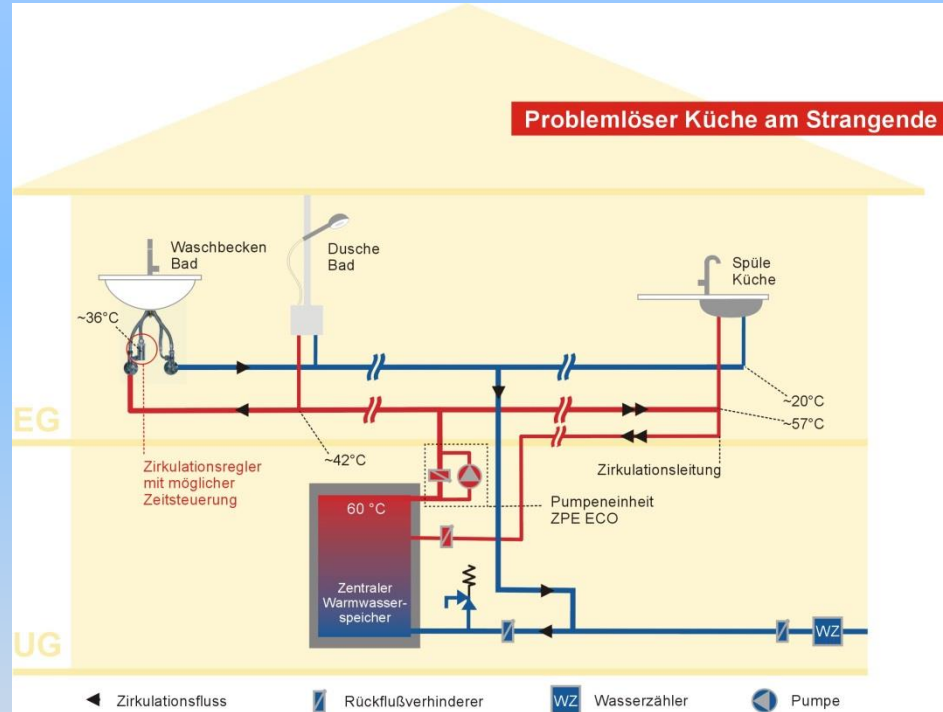 Problemlöser Küche am Strangende
Waschbecken
Bad
Dusche
Bad
Spüle
Küche
~36°C
~20°C
~57°C
EG
~42°C
Zirkulationsleitung
Zirkulationsregler
mit möglicher
Zeitsteuerung
60 °C
Pumpeneinheit
ZPE ECO
Zentraler
Warmwasser-
speicher
WZ
UG
Zirkulationsfluss
Rückflußverhinderer
WZ
Wasserzähler
Pumpe